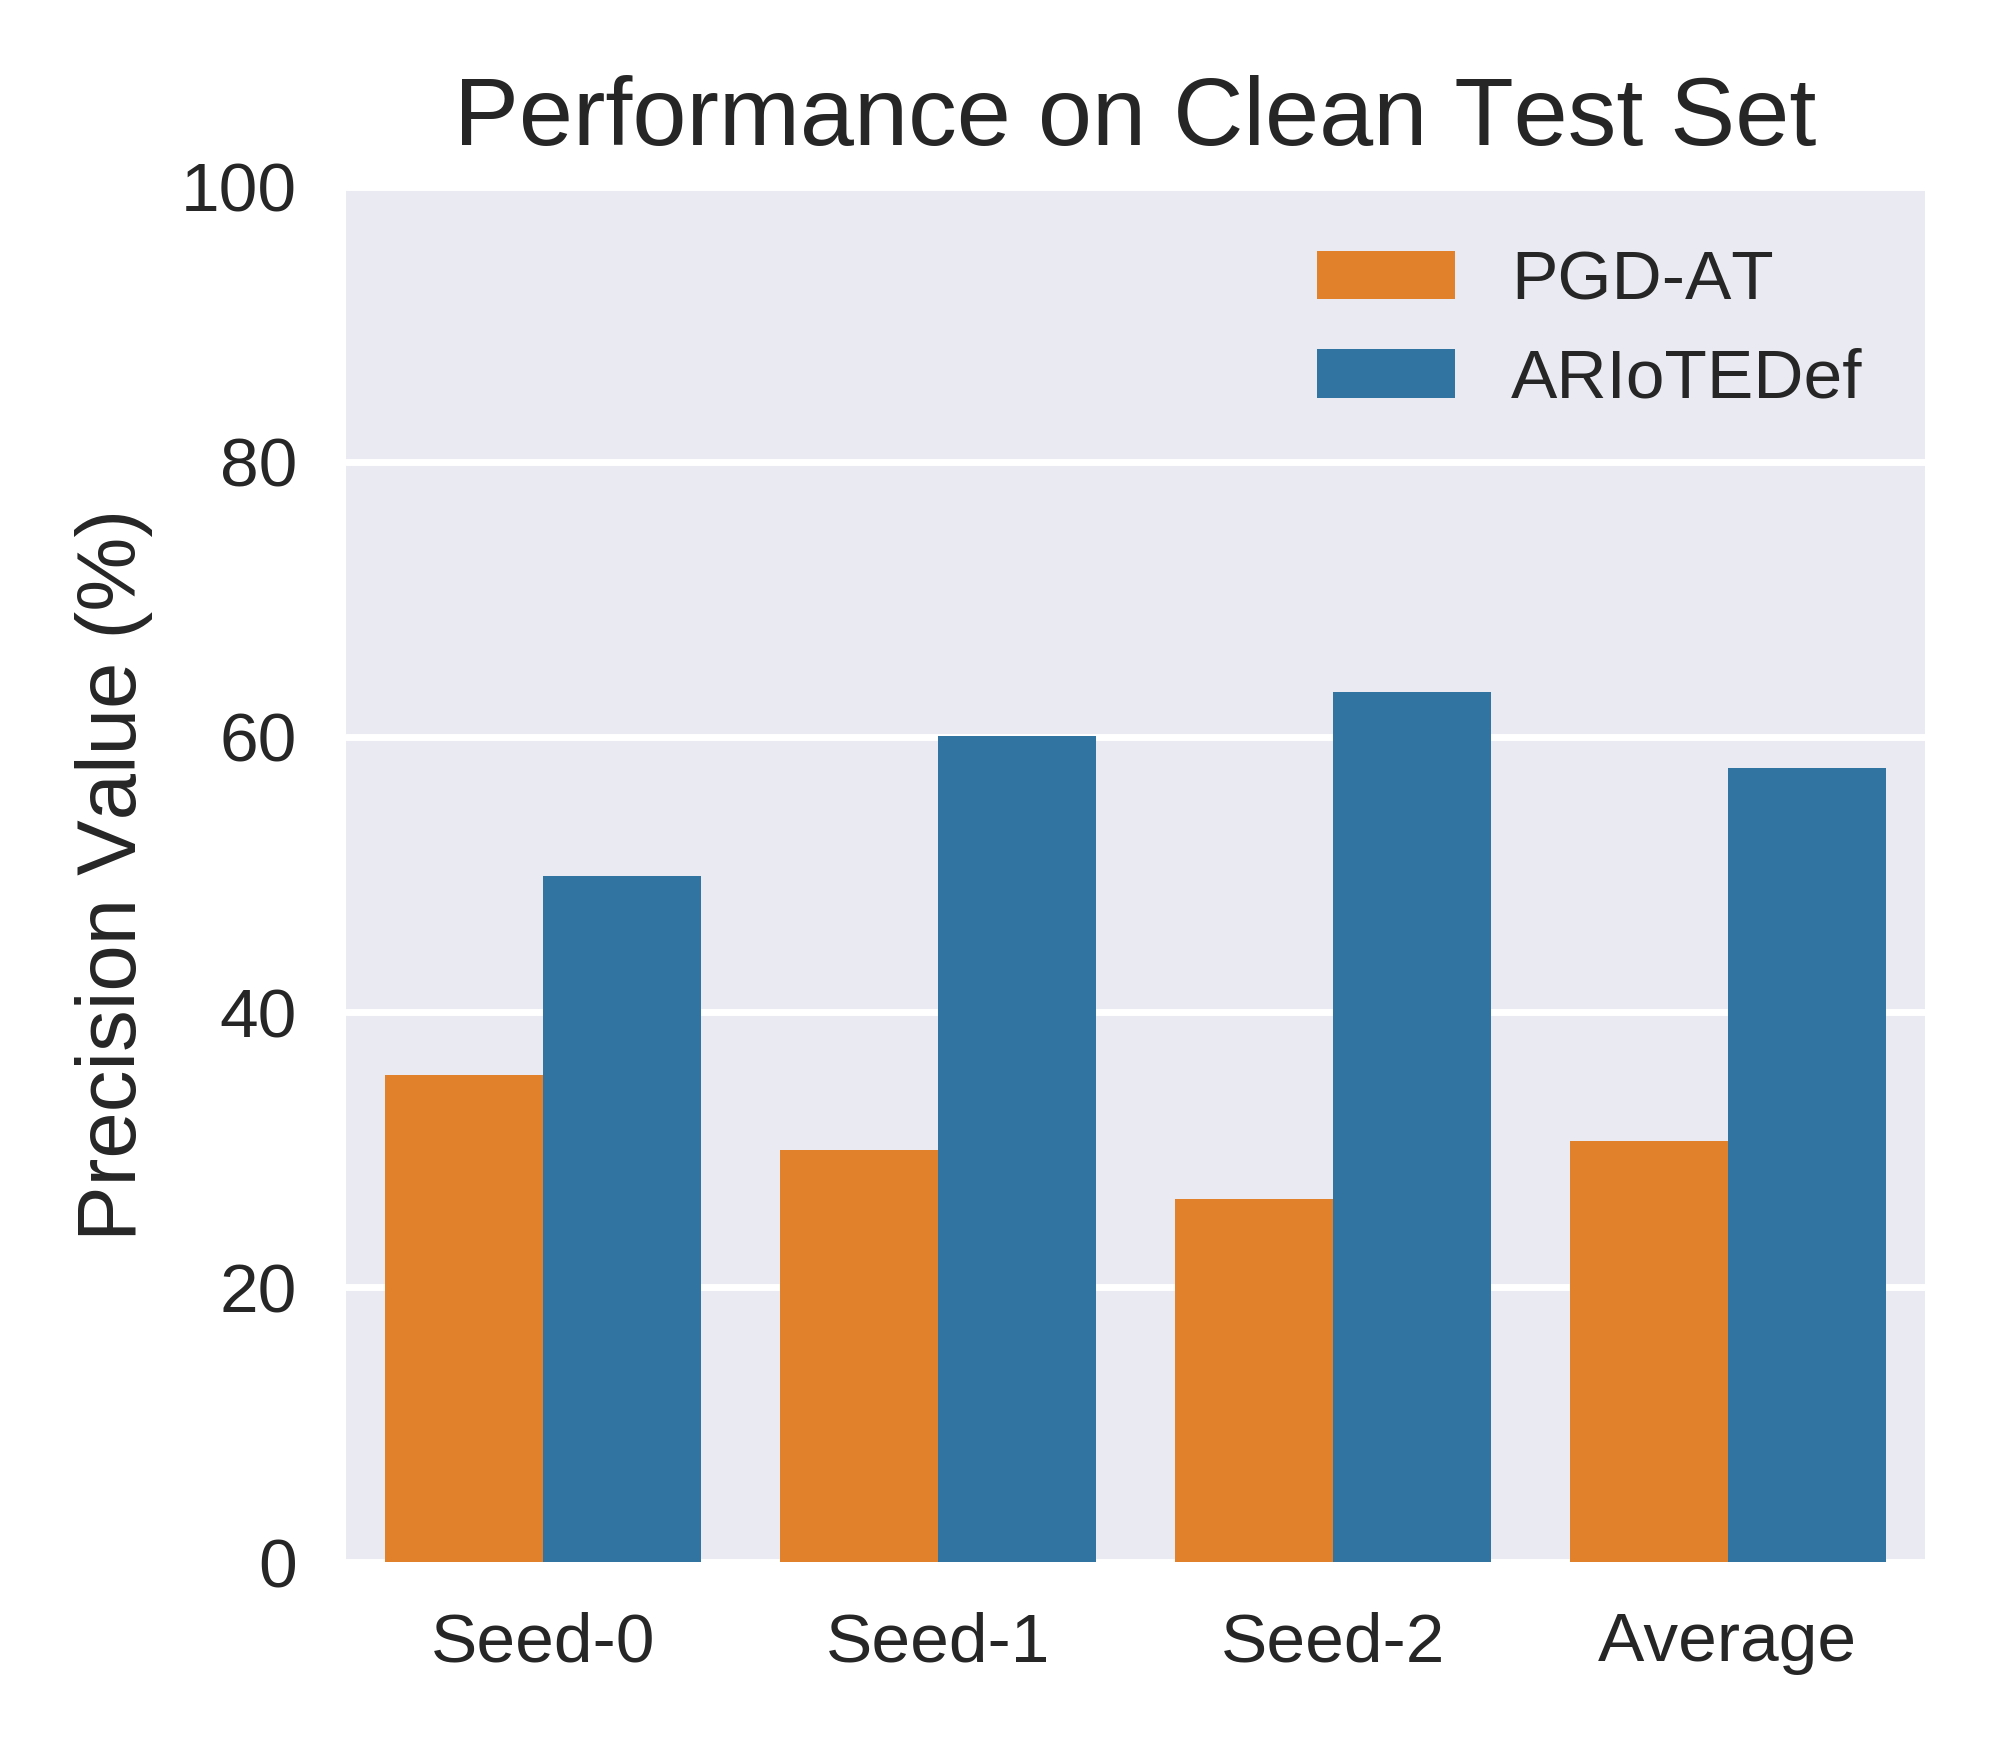 Performance on Clean Test Set
100
80
60
40
20
0
Precision Value (%)
PGD-AT
ARIoTEDef
Seed-0
Seed-1
Seed-2
Average